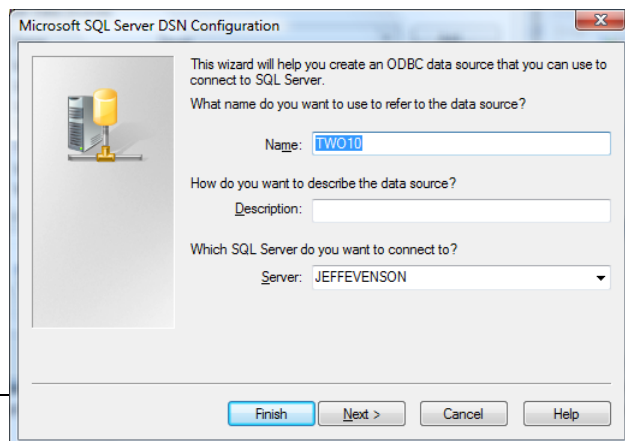 Microsoft SQL Server DSN Configuration
This wizard will help you create an ODBC data source that you can use to
connect to SQL Server.
What name do you want to use to refer to the data source?
Name: TWO10
How do you want to describe the data source?
Description:
Which SQL Server do you want to connect to?
Server: JEFFEVENSON
Finish
Next >
Cancel
Help